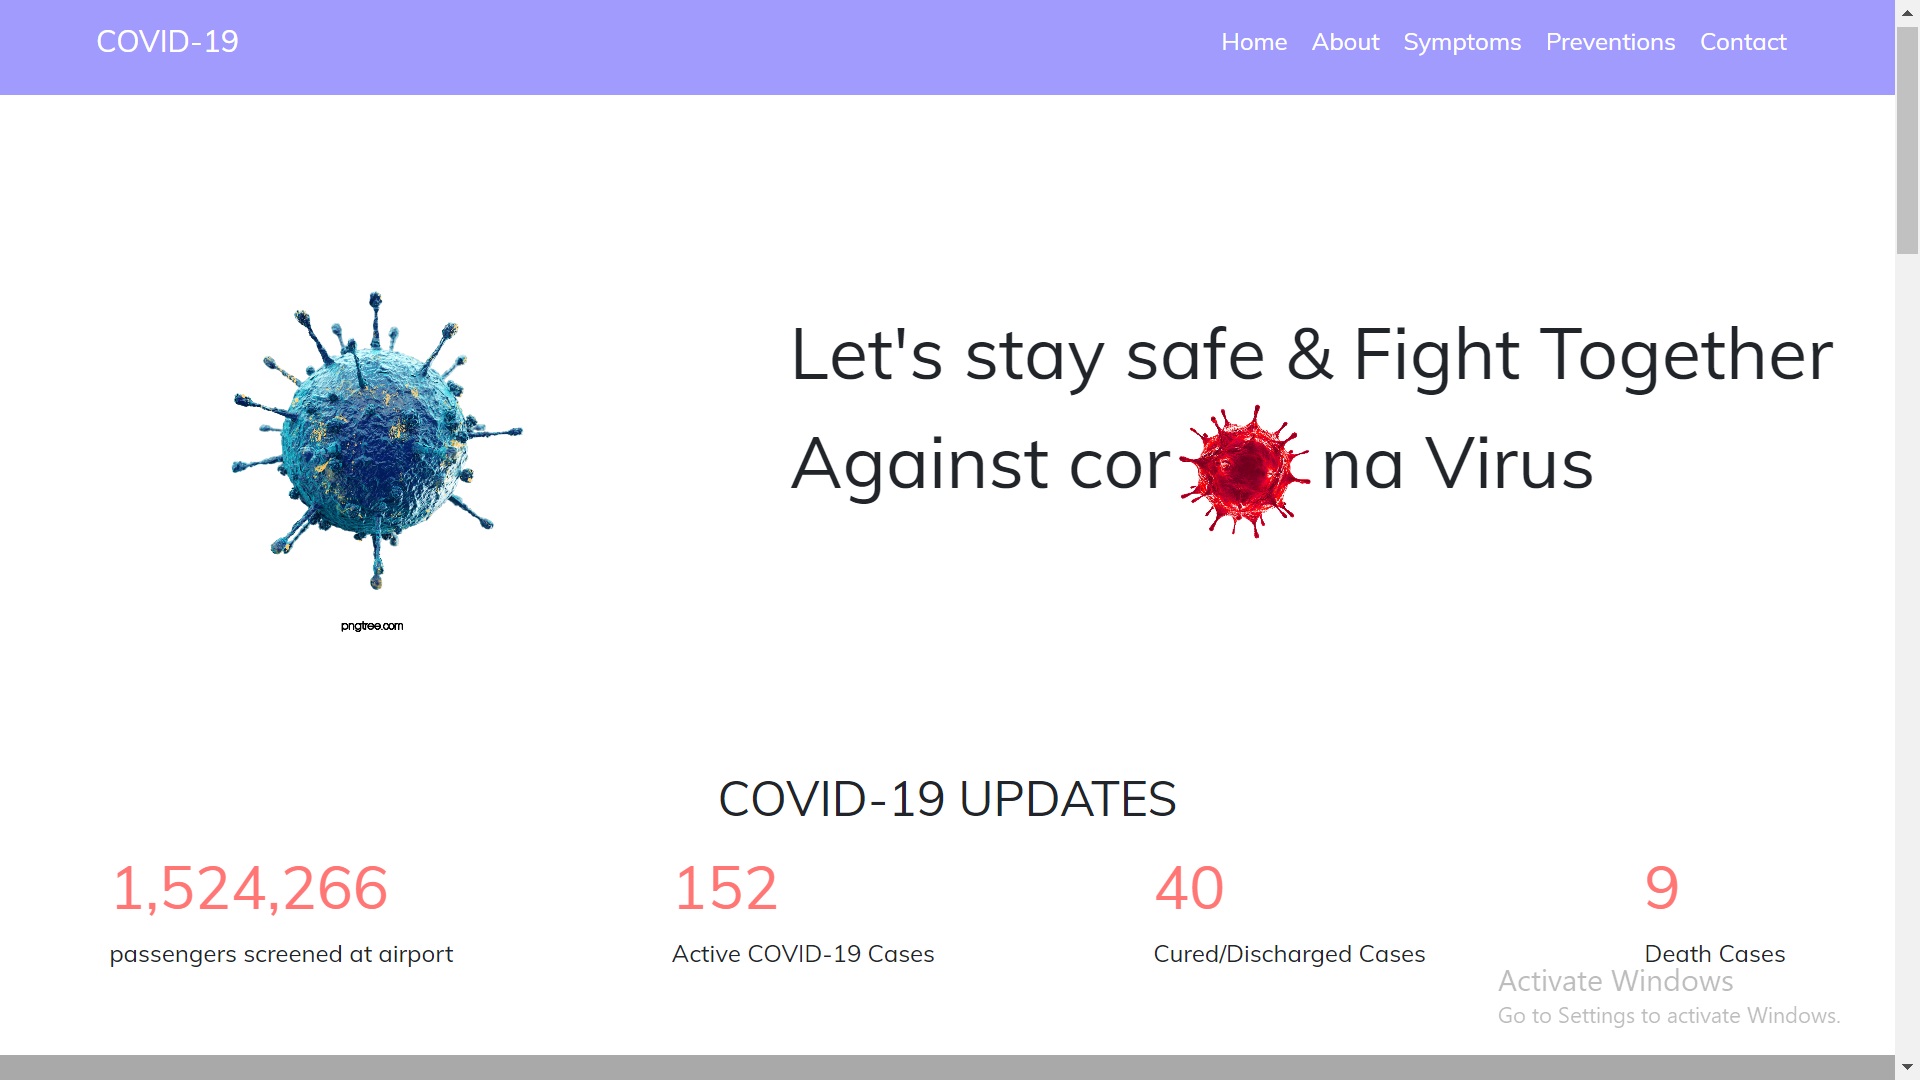 COVID-19
Home About Symptoms Preventions Contact
Let's stay safe & Fight Together
Against cor na Virus
pngtree.com
COVID-19 UPDATES
1,524,266 152 40 9
passengers screened at airport Active COVID-19 Cases Cured/Discharged Cases Death Cases
Activate Windows
Go to Settings to activate Windows.